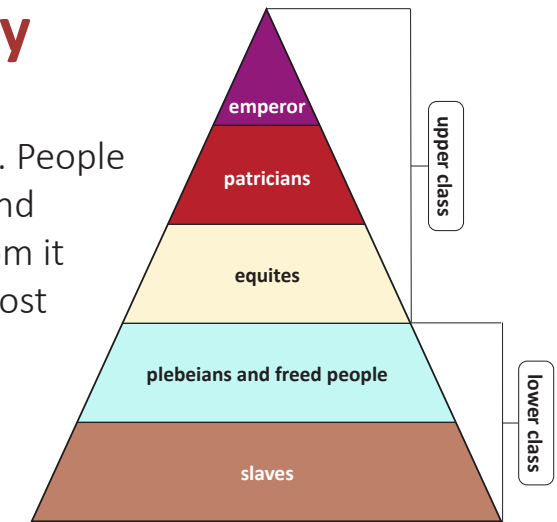 y
. People
nd
m it
ost
emperor
patricians
equites
plebeians and freed people
slaves
upper class
lower class